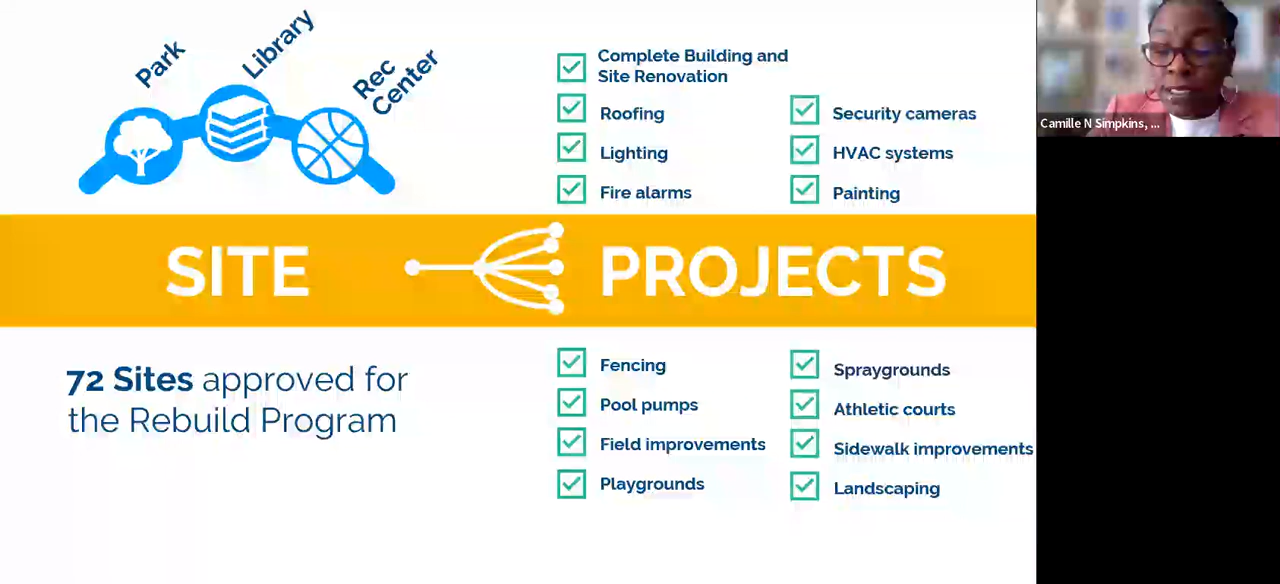 Park
Library
Rec
Center
Complete Building and
Site Renovation
Roofing
Lighting
Fire alarms
Security cameras
HVAC systems
Painting
SITE
PROJECTS
72 Sites approved for
the Rebuild Program
Fencing
Pool pumps
Field improvements
Playgrounds
Spraygrounds
Athletic courts
Sidewalk improvements
Landscaping
Camille N Simpkins, ...